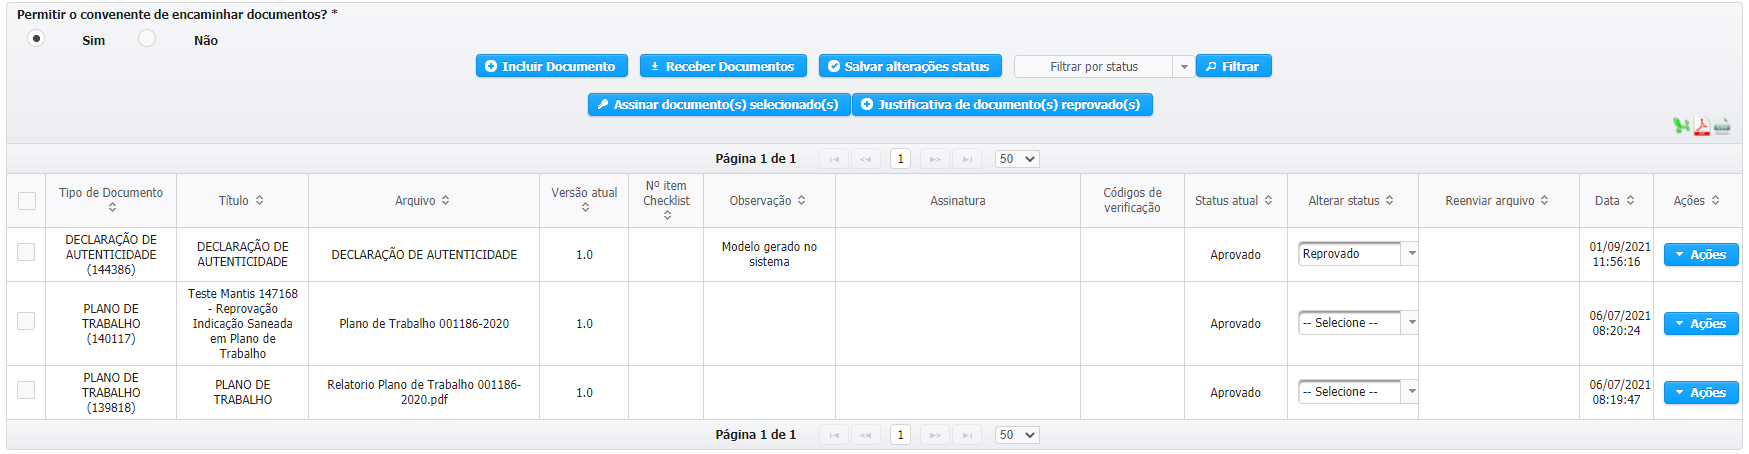 Permitir o convenente de encaminhar documentos? *
Sim Não
Incluir Documento Receber Documentos Salvar alterações status Filtrar por status Filtrar
Assinar documento(s) selecionado(s) Justificativa de documento(s) reprovado(s)
Página 1 de 1 1 50
Tipo de Documento Título Arquivo Versão atual Nº item Checklist Observação Assinatura Códigos de verificação Status atual Alterar status Reenviar arquivo Data Ações
DECLARAÇÃO DE AUTENTICIDADE (144386) DECLARAÇÃO DE AUTENTICIDADE DECLARAÇÃO DE AUTENTICIDADE 1.0 Modelo gerado no sistema Aprovado Reprovado 01/09/2021 11:56:16 Ações
PLANO DE TRABALHO (140117) Teste Mantis 147168 - Reprovação Indicação Saneada em Plano de Trabalho Plano de Trabalho 001186-2020 1.0 Aprovado -- Selecione -- 06/07/2021 08:20:24 Ações
PLANO DE TRABALHO (139818) PLANO DE TRABALHO Relatorio Plano de Trabalho 001186-2020.pdf 1.0 Aprovado -- Selecione -- 06/07/2021 08:19:47 Ações
Página 1 de 1 1 50